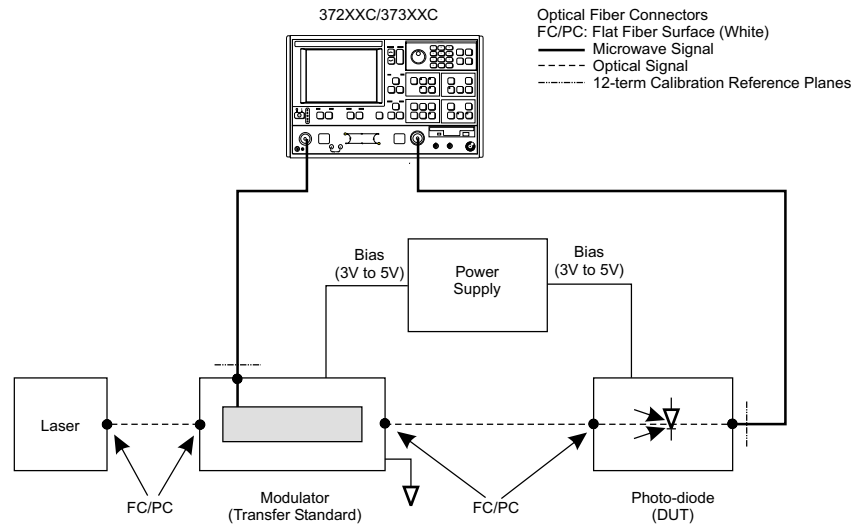 372XXC/373XXC
Optical Fiber Connectors
FC/PC: Flat Fiber Surface (White)
Microwave Signal
Optical Signal
12-term Calibration Reference Planes
Bias
(3V to 5V)
Power
Supply
Bias
(3V to 5V)
Laser
FC/PC
Modulator
(Transfer Standard)
FC/PC
Photo-diode
(DUT)